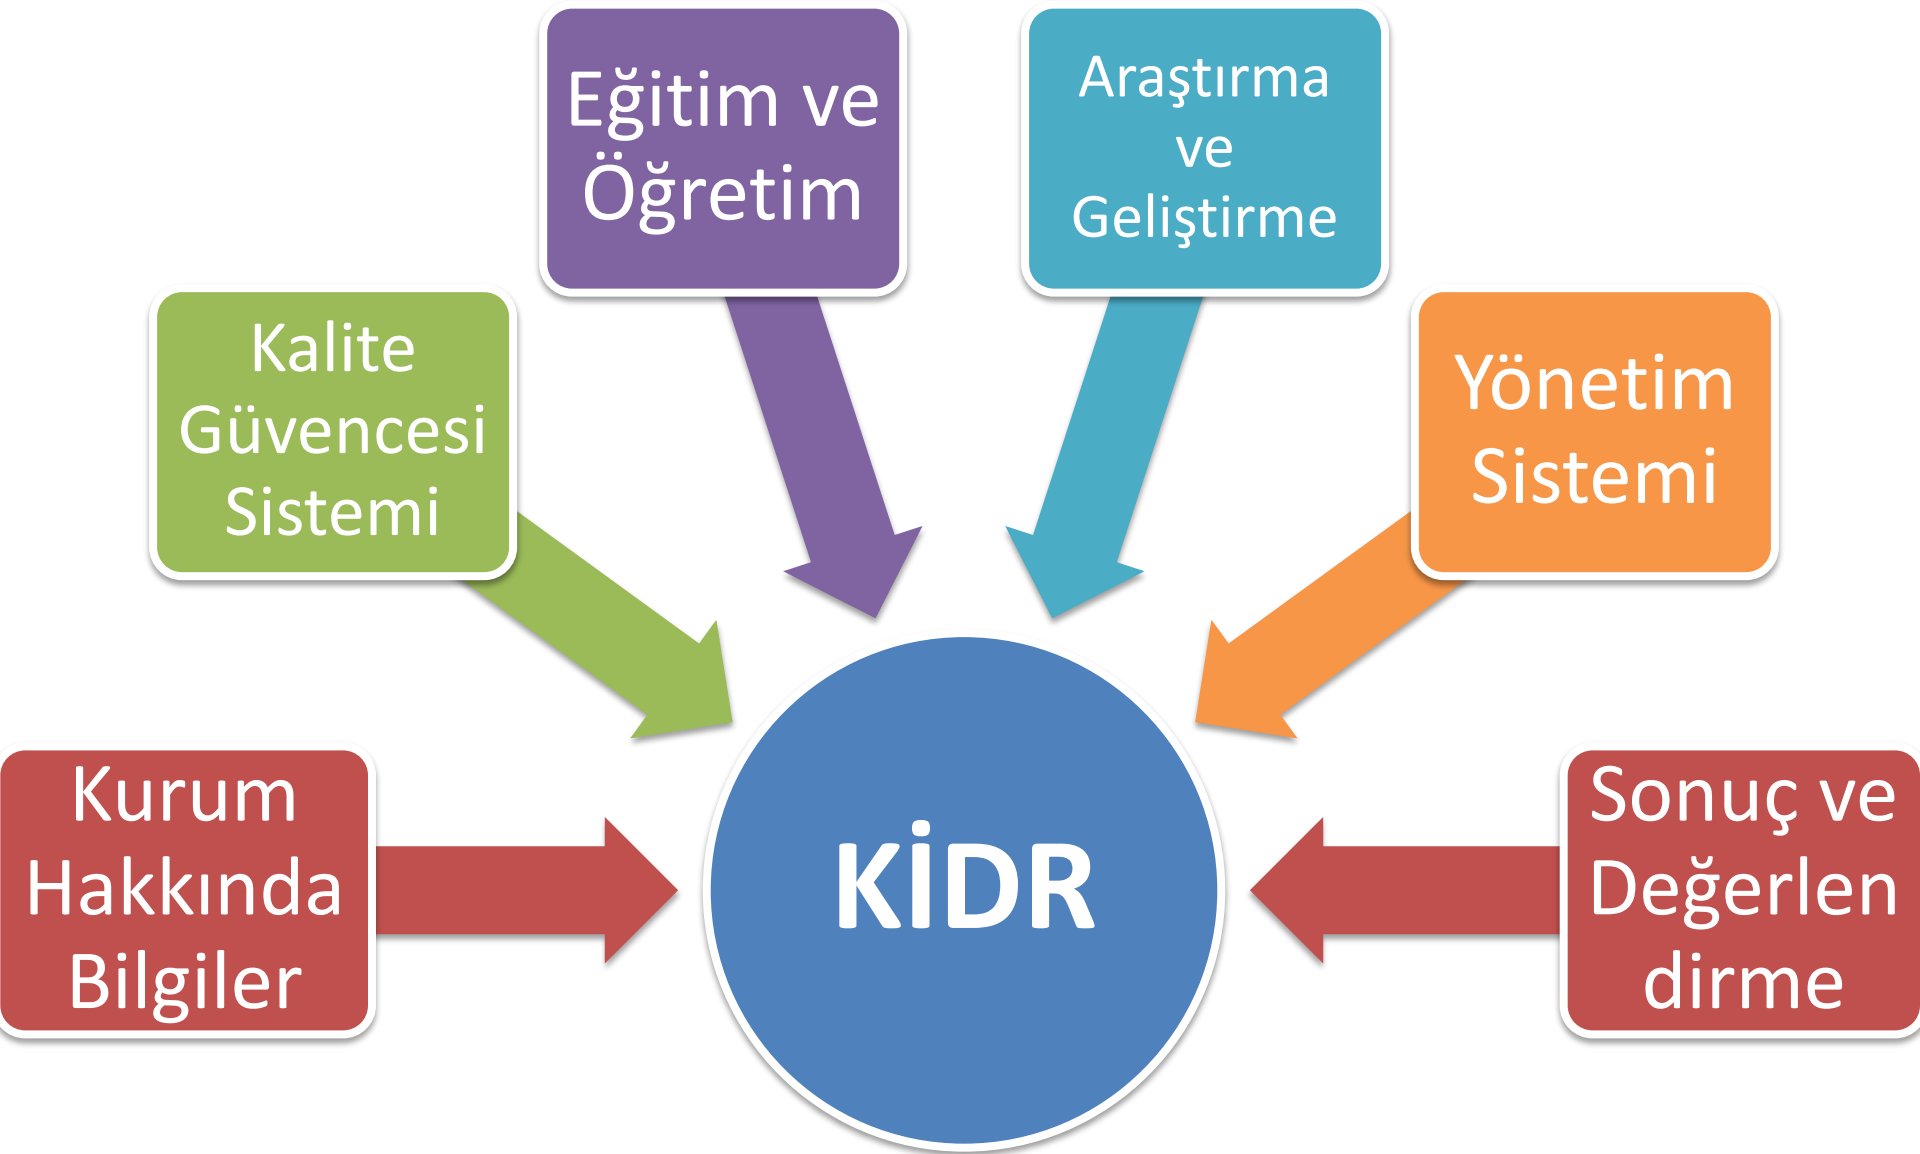 Eğitim ve
Öğretim
Araştırma
ve
Geliştirme
Kalite
Güvencesi
Sistemi
Yönetim
Sistemi
Kurum
Hakkında
Bilgiler
KİDR
Sonuç ve
Değerlen
dirme